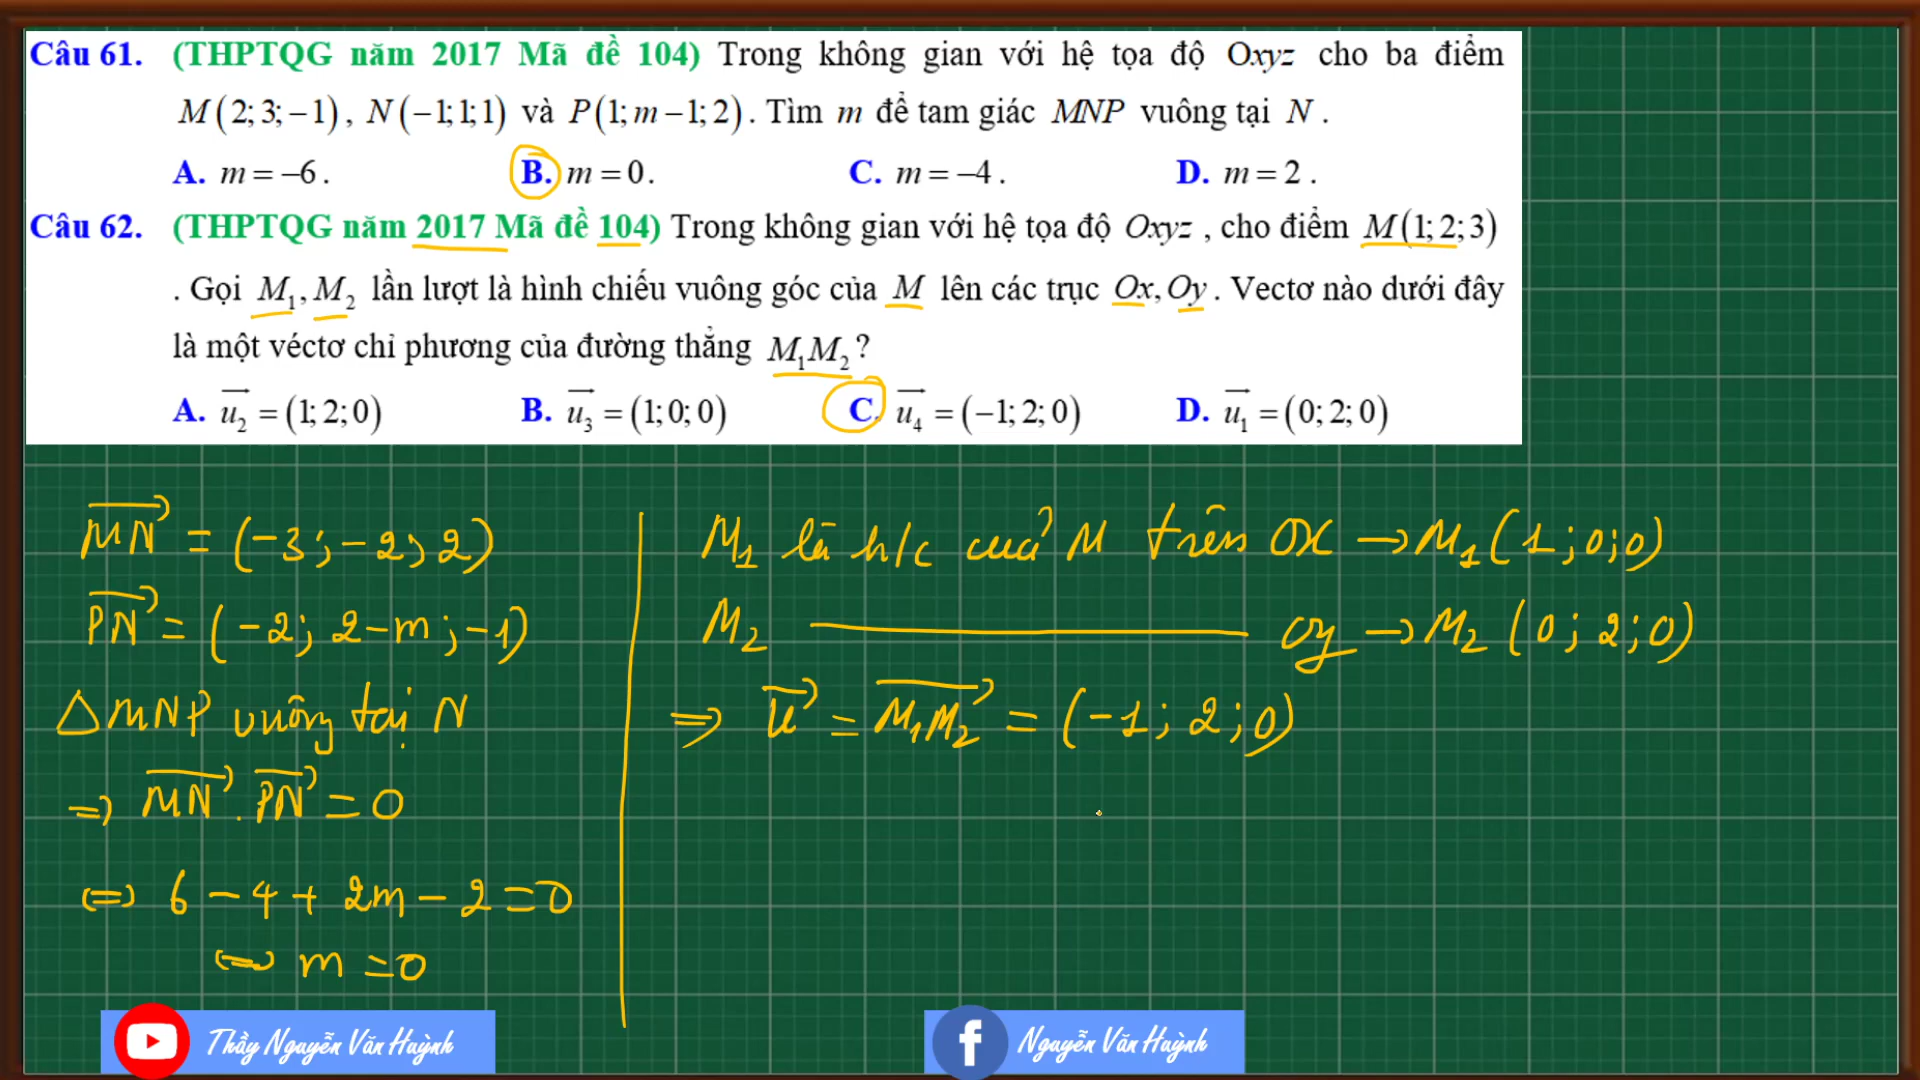 Câu 61. (THPTQG năm 2017 Mã đề 104) Trong không gian với hệ tọa độ Oxyz cho ba điểm
M(2;3;−1), N(−1;1;1) và P(1;m−1;2). Tìm m để tam giác MNP vuông tại N.
A. m = −6. B. m = 0. C. m = −4. D. m = 2.
Câu 62. (THPTQG năm 2017 Mã đề 104) Trong không gian với hệ tọa độ Oxyz, cho điểm M(1;2;3)
. Gọi M₁, M₂ lần lượt là hình chiếu vuông góc của M lên các trục Ox, Oy. Vectơ nào dưới đây
là một véctơ chỉ phương của đường thẳng M₁M₂?
A. u₂⃗ = (1;2;0) B. u₃⃗ = (1;0;0) C. u₄⃗ = (−1;2;0) D. u₁⃗ = (0;2;0)
MN⃗ = (−3; −2; 2)
PN⃗ = (−2; 2−m; −1)
△MNP vuông tại N
⇒ MN⃗ . PN⃗ = 0
⇔ 6 − 4 + 2m − 2 = 0
⇔ m = 0
M₁ là h/c của M trên OX → M₁(1;0;0)
M₂ ――――― oy → M₂(0;2;0)
⇒ u⃗ = M₁M₂⃗ = (−1;2;0)
Thầy Nguyễn Văn Huỳnh
Nguyễn Văn Huỳnh